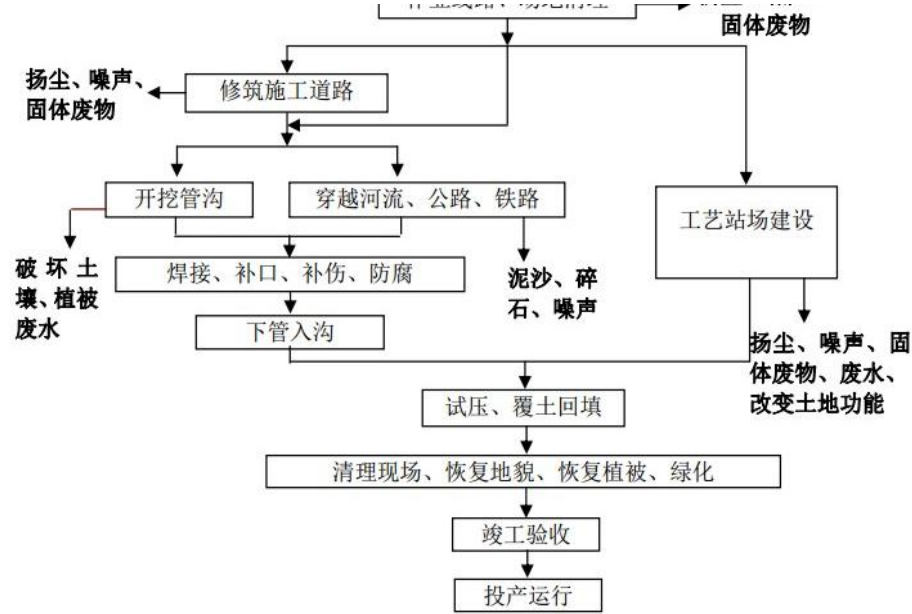 固体废物
扬尘、噪声、
固体废物
修筑施工道路
开挖管沟
穿越河流、公路、铁路
工艺站场建设
破坏土
壤、植被
废水
焊接、补口、补伤、防腐
泥沙、碎
石、噪声
下管入沟
扬尘、噪声、固
体废物、废水、
改变土地功能
试压、覆土回填
清理现场、恢复地貌、恢复植被、绿化
竣工验收
投产运行